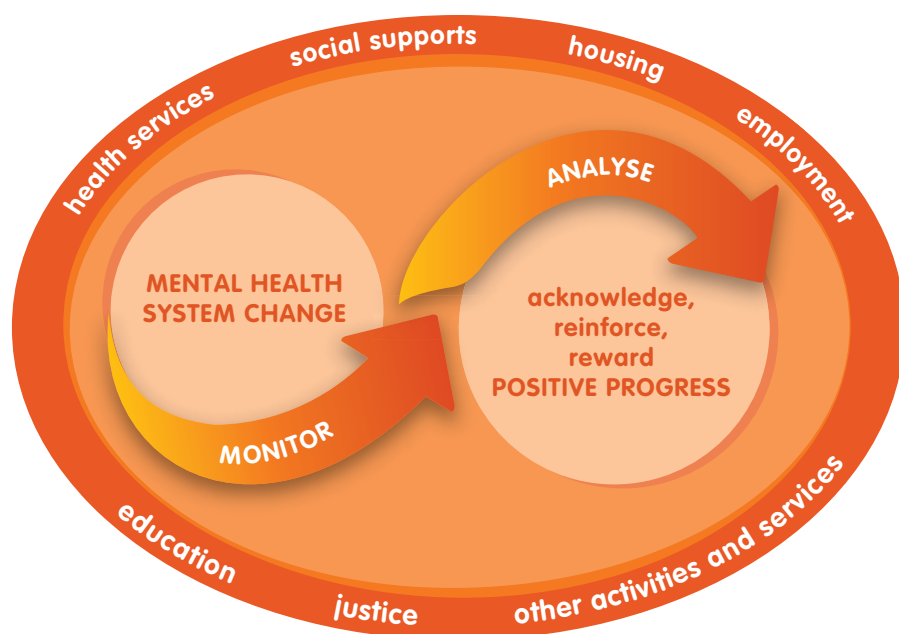 social supports
housing
health services
employment
ANALYSE
MENTAL HEALTH
SYSTEM CHANGE
acknowledge,
reinforce,
reward
POSITIVE PROGRESS
MONITOR
education
justice
other activities and services